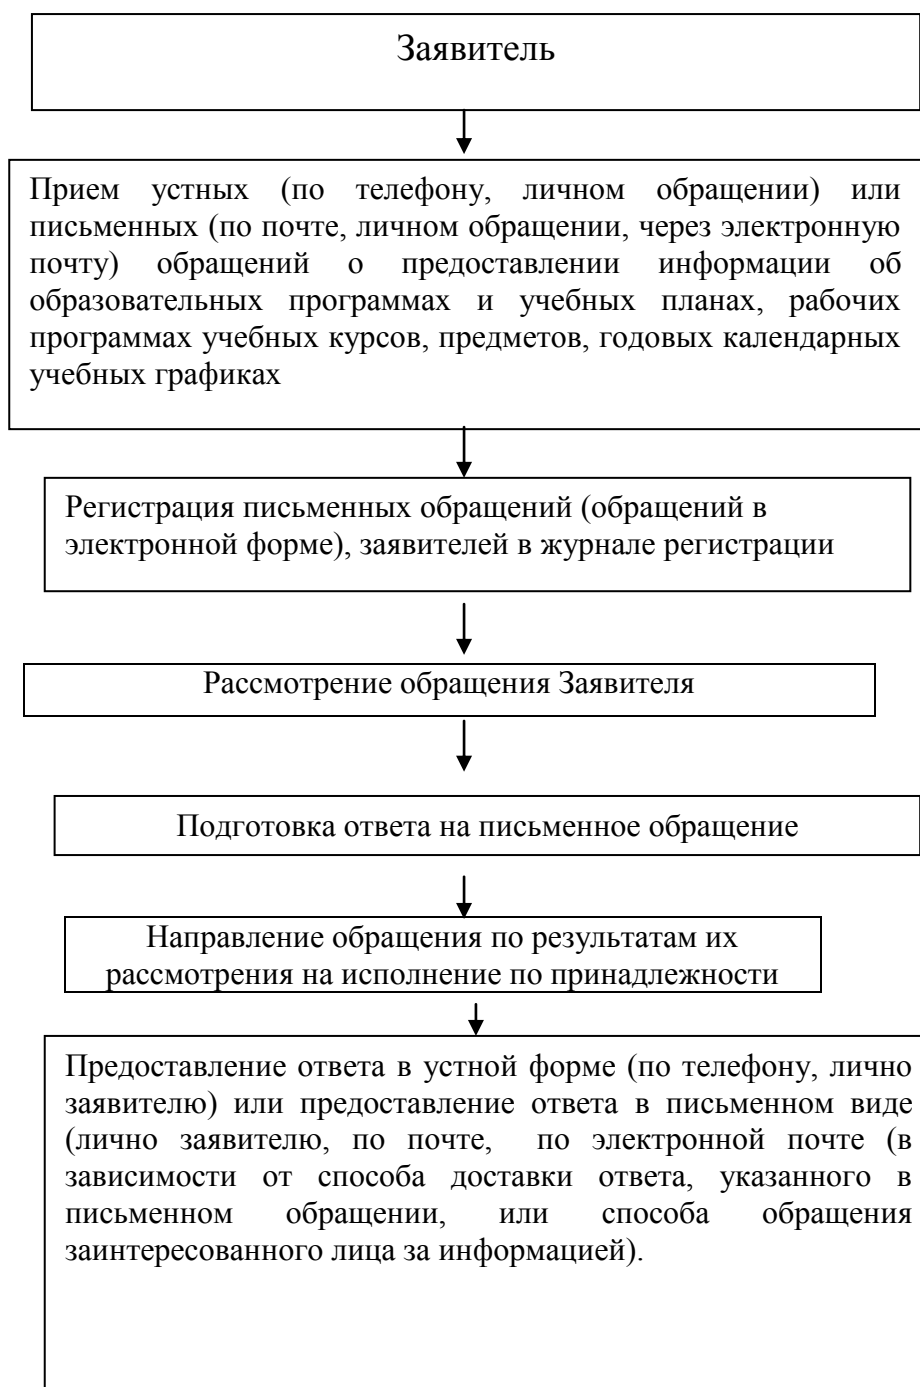 Заявитель
Прием устных (по телефону, личном обращении) или
письменных (по почте, личном обращении, через электронную
почту) обращений о предоставлении информации об
образовательных программах и учебных планах, рабочих
программах учебных курсов, предметов, годовых календарных
учебных графиках
Регистрация письменных обращений (обращений в
электронной форме), заявителей в журнале регистрации
Рассмотрение обращения Заявителя
Подготовка ответа на письменное обращение
Направление обращения по результатам их
рассмотрения на исполнение по принадлежности
Предоставление ответа в устной форме (по телефону, лично
заявителю) или предоставление ответа в письменном виде
(лично заявителю, по почте, по электронной почте (в
зависимости от способа доставки ответа, указанного в
письменном обращении, или способа обращения
заинтересованного лица за информацией).